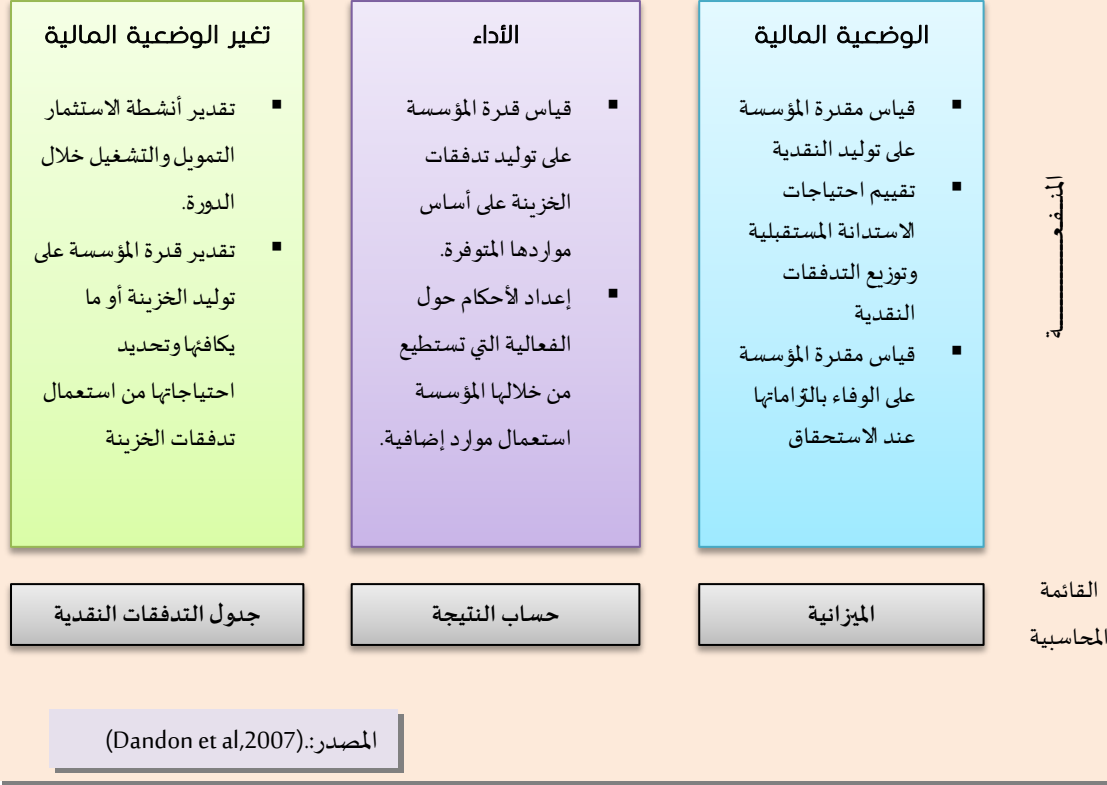 الوضعية المالية
▪ قياس مقدرة المؤسسة
على توليد النقدية
▪ تقييم احتياجات
الاستدانة المستقبلية
وتوزيع التدفقات
النقدية
▪ قياس مقدرة المؤسسة
على الوفاء بالتزاماتها
عند الاستحقاق
الأداء
▪ قياس قدرة المؤسسة
على توليد تدفقات
الخزينة على أساس
مواردها المتوفرة.
▪ إعداد الأحكام حول
الفعالية التي تستطيع
من خلالها المؤسسة
استعمال موارد إضافية.
تغير الوضعية المالية
▪ تقدير أنشطة الاستثمار
التمويل والتشغيل خلال
الدورة.
▪ تقدير قدرة المؤسسة على
توليد الخزينة أو ما
يكافئها وتحديد
احتياجاتها من استعمال
تدفقات الخزينة
المنفعـــــــــــة
القائمة
المحاسبية
الميزانية
حساب النتيجة
جدول التدفقات النقدية
المصدر:.(Dandon et al,2007)